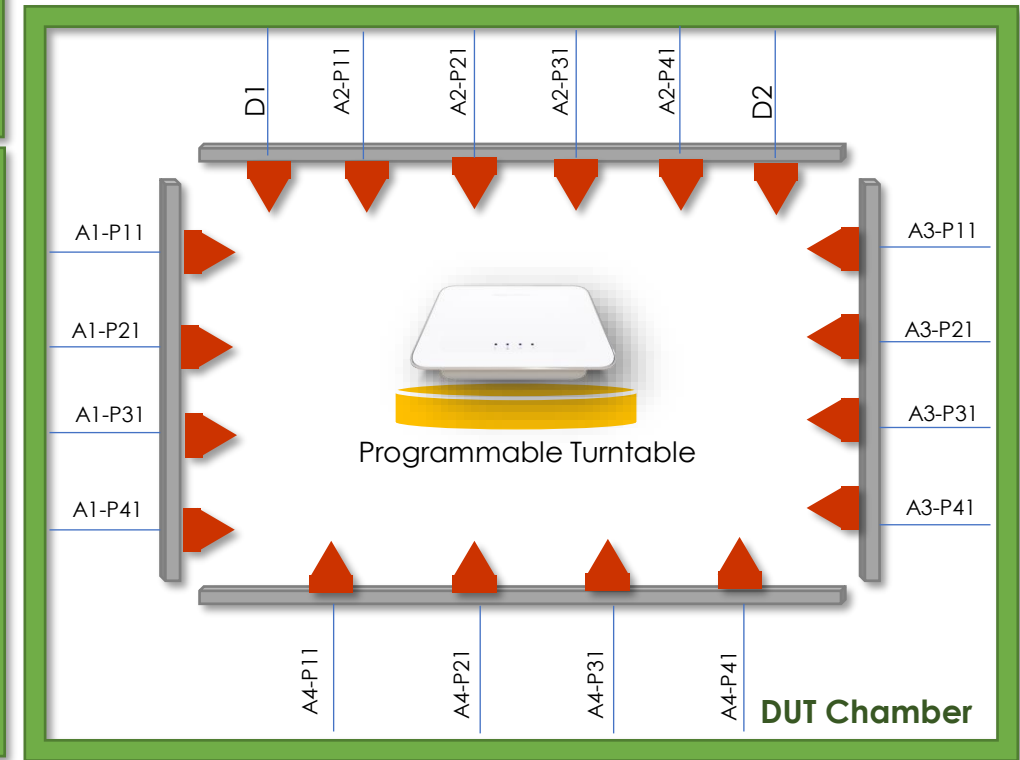 D1
A2-P11
A2-P21
A2-P31
A2-P41
D2
A1-P11
A3-P11
A1-P21
A3-P21
A1-P31
A3-P31
Programmable Turntable
A1-P41
A3-P41
A4-P11
A4-P21
A4-P31
A4-P41
DUT Chamber